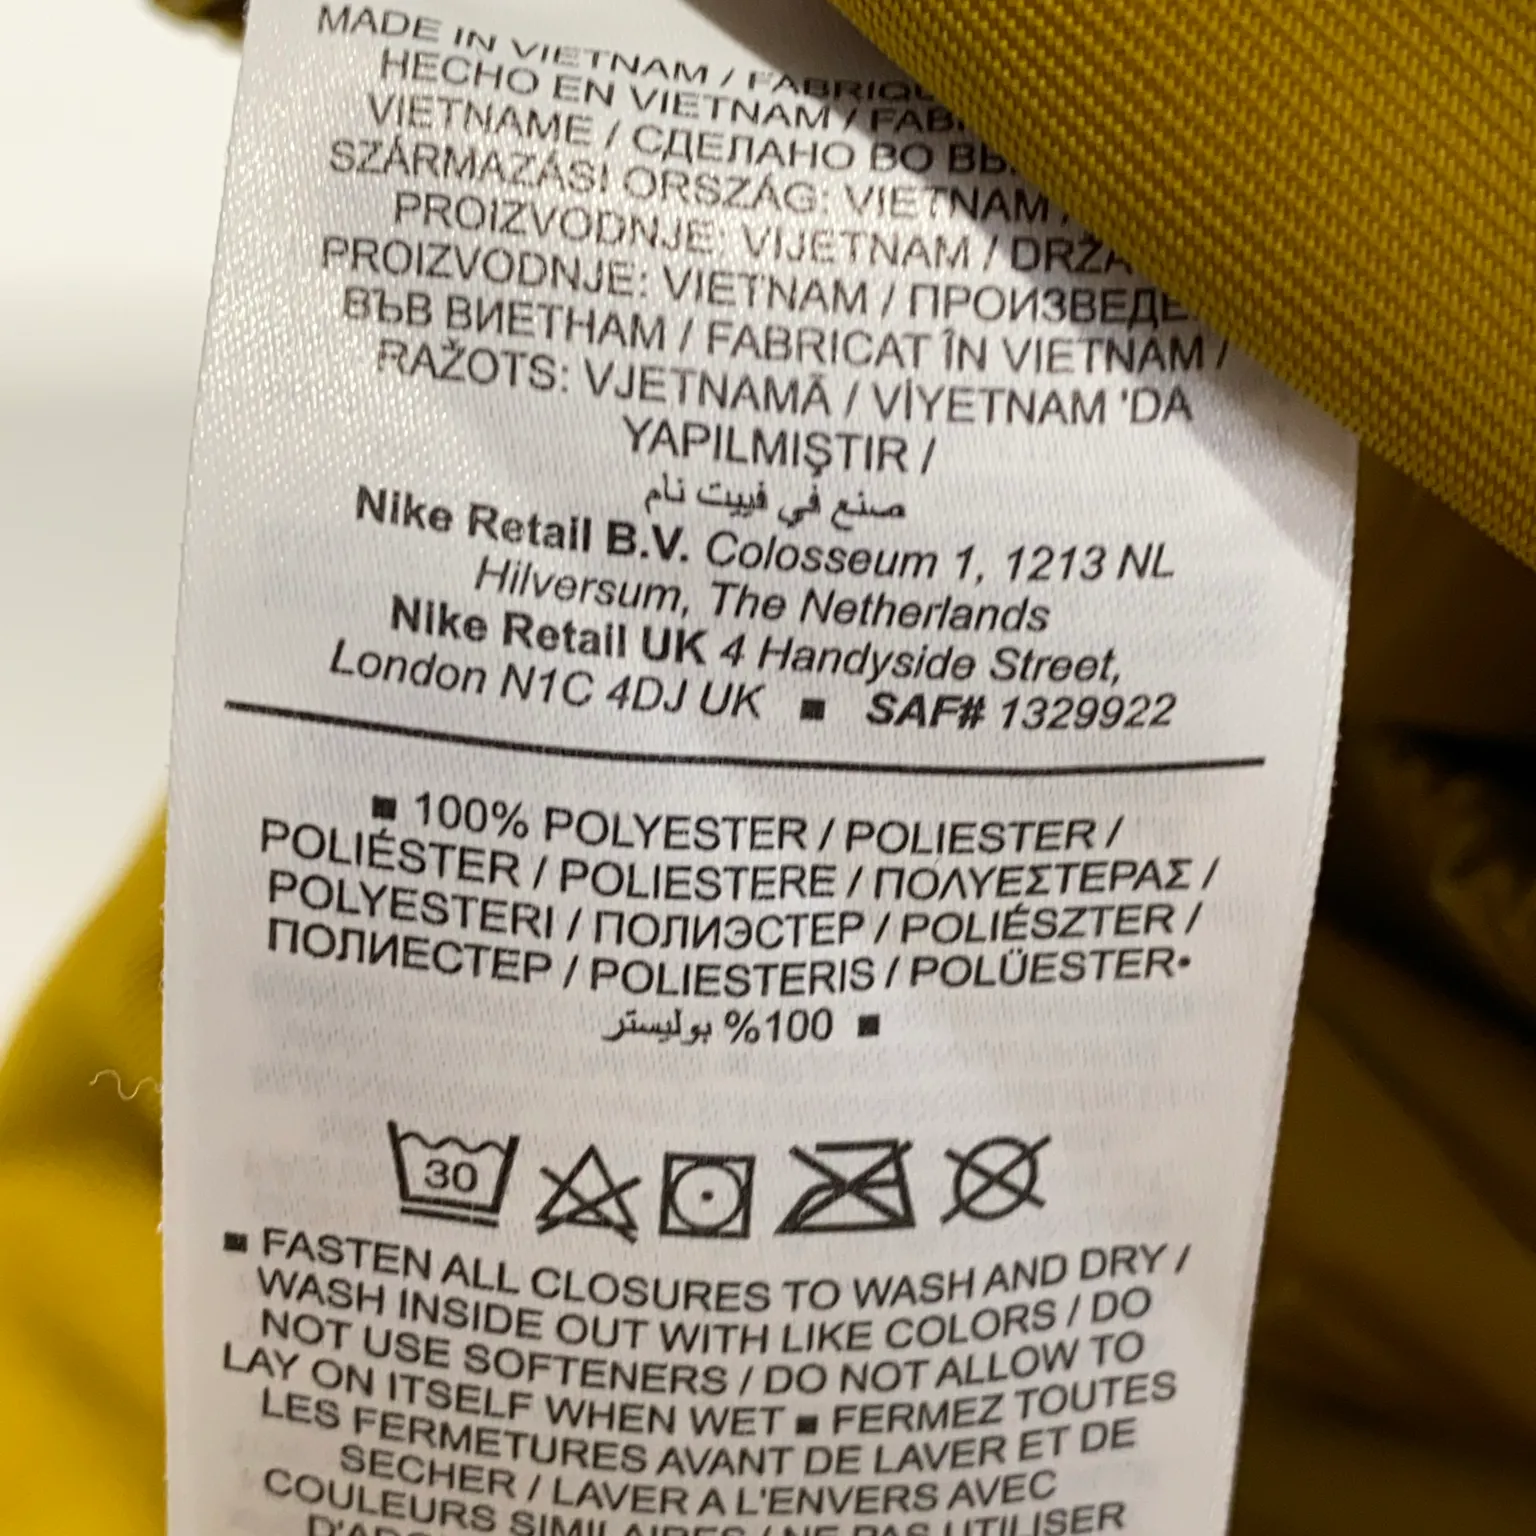 MADE IN VIETNAM /
HECHO EN VIETNAM /
VIETNAME / СДЕЛАНО ВО
SZÁRMAZÁSI ORSZÁG: VIETNAM
PROIZVODNJE: VIJETNAM /
PROIZVODNJE: VIETNAM /
ВЪВ ВИЕТНАМ / FABRICAT ÎN VIETNAM /
RAŽOTS: VJETNAMĀ / VİYETNAM 'DA
YAPILMIŞTIR /
صنع في فييت نام
Nike Retail B.V. Colosseum 1, 1213 NL
Hilversum, The Netherlands
Nike Retail UK 4 Handyside Street,
London N1C 4DJ UK ■ SAF# 1329922
■ 100% POLYESTER / POLIESTER /
POLIÉSTER / POLIESTERE / ΠΟΛΥΕΣΤΕΡΑΣ /
POLYESTERI / ПОЛИЭСТЕР / POLIÉSZTER /
ПОЛИЕСТЕР / POLIESTERIS / POLÜESTER•
100% بوليستر ■
30
■ FASTEN ALL CLOSURES TO WASH AND DRY /
WASH INSIDE OUT WITH LIKE COLORS / DO
NOT USE SOFTENERS / DO NOT ALLOW TO
LAY ON ITSELF WHEN WET ■ FERMEZ TOUTES
LES FERMETURES AVANT DE LAVER ET DE
SECHER / LAVER A L'ENVERS AVEC
COULEURS SIMILAIRES / NE PAS UTILISER